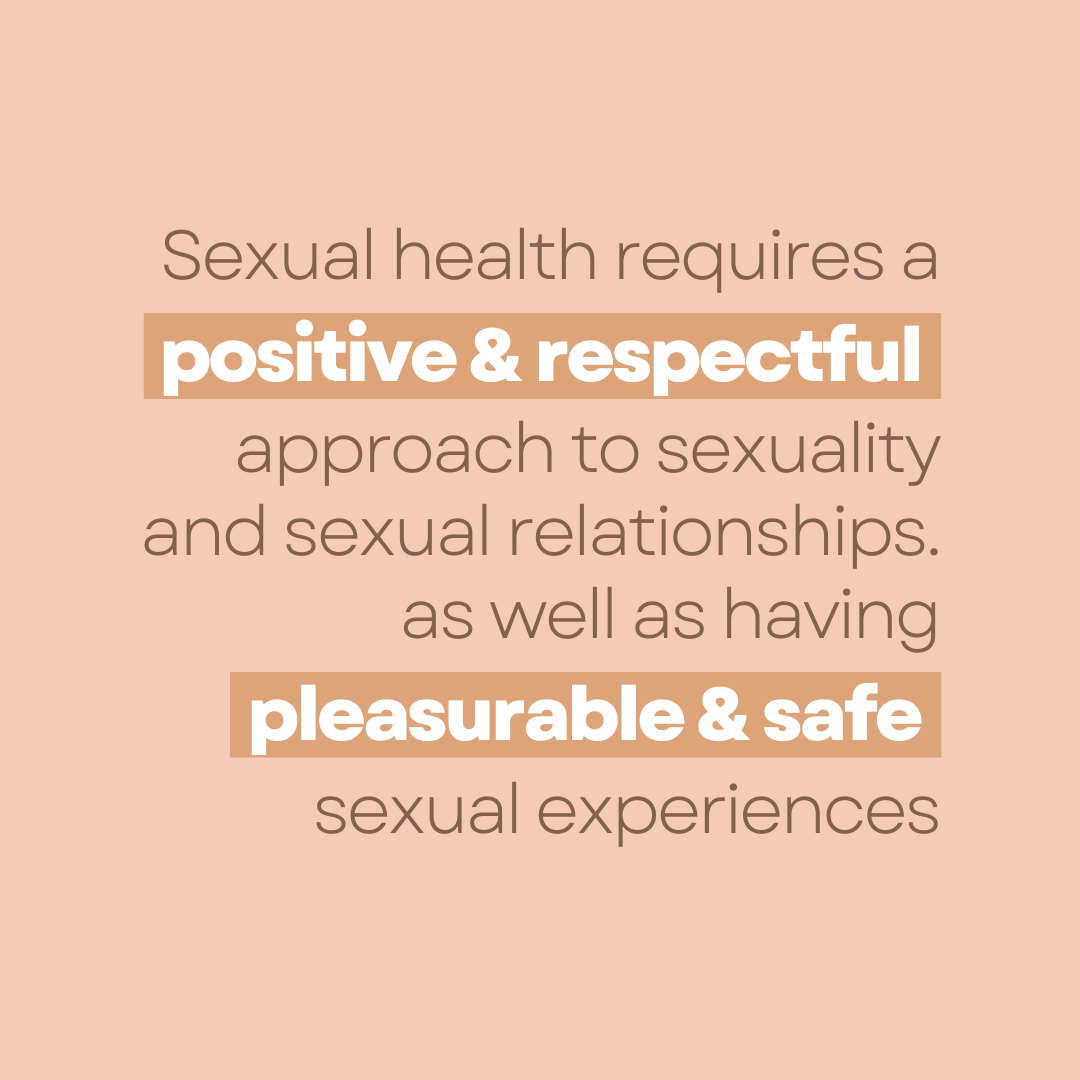 Sexual health requires a
positive & respectful
approach to sexuality
and sexual relationships.
as well as having
pleasurable & safe
sexual experiences